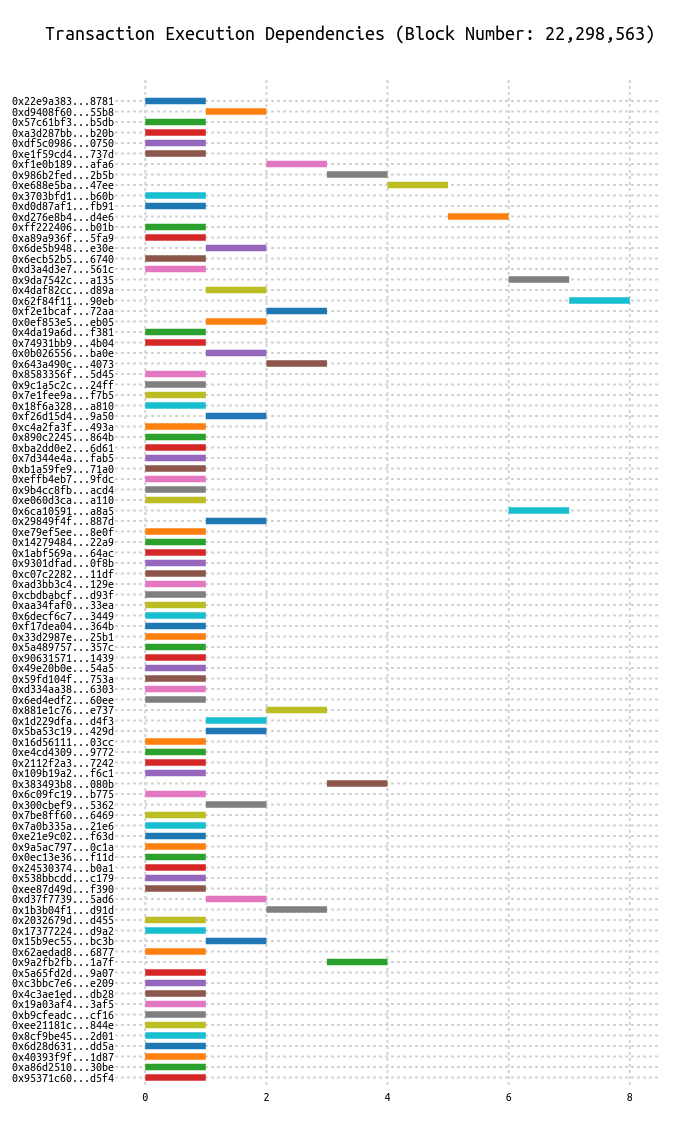 Transaction Execution Dependencies (Block Number: 22,298,563)
0x22e9a383...8781
0xd9408f60...55b8
0x57c61bf3...b5db
0xa3d287bb...b20b
0xdf5c0986...0750
0xe1f59cd4...737d
0xf1e0b189...afa6
0x986b2fed...2b5b
0xe688e5ba...47ee
0x3703bfd1...b60b
0xd0d87af1...fb91
0xd276e8b4...d4e6
0xff222406...b01b
0xa89a936f...5fa9
0x6de5b948...e30e
0x6ecb52b5...6740
0xd3a4d3e7...561c
0x9da7542c...a135
0x4daf82cc...d89a
0x62f84f11...90eb
0xf2e1bcaf...72aa
0x0ef853e5...eb05
0x4da19a6d...f381
0x74931bb9...4b04
0x0b026556...ba0e
0x643a490c...4073
0x8583356f...5d45
0x9c1a5c2c...24ff
0x7e1fee9a...f7b5
0x18f6a328...a810
0xf26d15d4...9a50
0xc4a2fa3f...493a
0x890c2245...864b
0xba2dd0e2...6d61
0x7d344e4a...fab5
0xb1a59fe9...71a0
0xeffb4eb7...9fdc
0x9b4cc8fb...acd4
0xe060d3ca...a110
0x6ca10591...a8a5
0x29849f4f...887d
0xe79ef5ee...8e0f
0x14279484...22a9
0x1abf569a...64ac
0x9301dfad...0f8b
0xc07c2282...11df
0xad3bb3c4...129e
0xcbdbabcf...d93f
0xaa34faf0...33ea
0x6decf6c7...3449
0xf17dea04...364b
0x33d2987e...25b1
0x5a489757...357c
0x90631571...1439
0x49e20b0e...54a5
0x59fd104f...753a
0xd334aa38...6303
0x6ed4edf2...60ee
0x881e1c76...e737
0x1d229dfa...d4f3
0x5ba53c19...429d
0x16d56111...03cc
0xe4cd4309...9772
0x2112f2a3...7242
0x109b19a2...f6c1
0x383493b8...080b
0x6c09fc19...b775
0x300cbef9...5362
0x7be8ff60...6469
0x7a0b335a...21e6
0xe21e9c02...f63d
0x9a5ac797...0c1a
0x0ec13e36...f11d
0x24530374...b0a1
0x538bbcdd...c179
0xee87d49d...f390
0xd37f7739...5ad6
0x1b3b04f1...d91d
0x2032679d...d455
0x17377224...d9a2
0x15b9ec55...bc3b
0x62aedad8...6877
0x9a2fb2fb...1a7f
0x5a65fd2d...9a07
0xc3bbc7e6...e209
0x4c3ae1ed...db28
0x19a03af4...3af5
0xb9cfeadc...cf16
0xee21181c...844e
0x8cf9be45...2d01
0x6d28d631...dd5a
0x40393f9f...1d87
0xa86d2510...30be
0x95371c60...d5f4
0 2 4 6 8